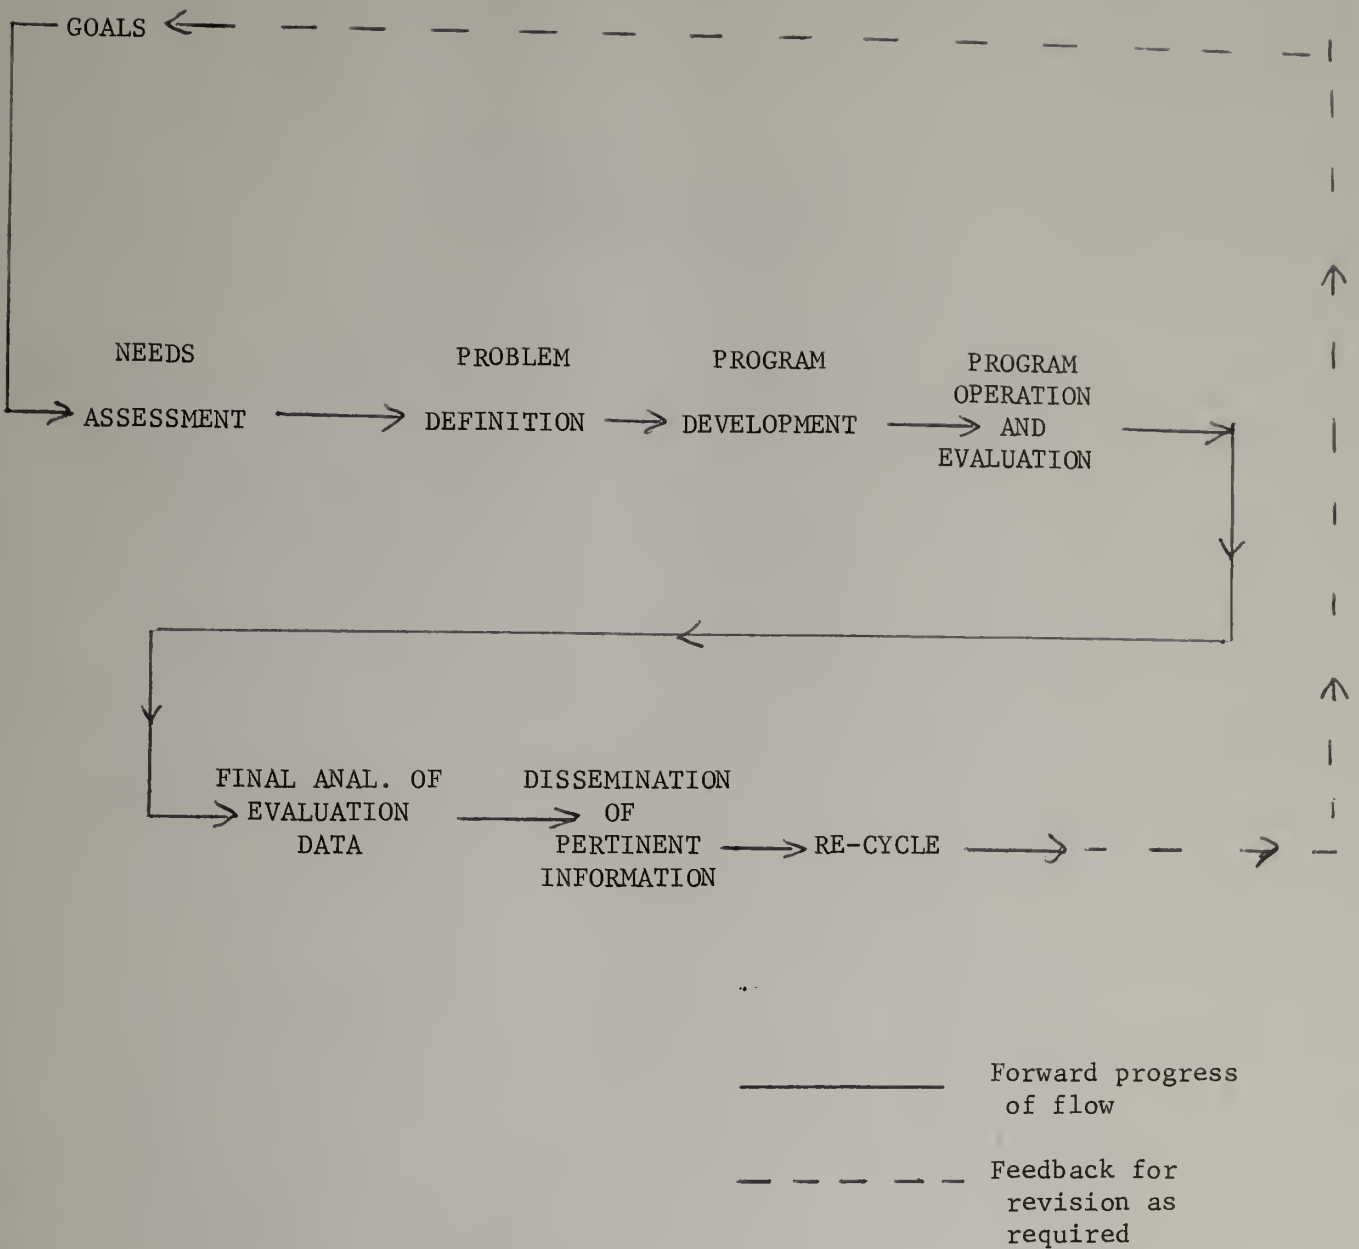 GOALS
NEEDS
ASSESSMENT
PROBLEM
DEFINITION
PROGRAM
DEVELOPMENT
PROGRAM
OPERATION
AND
EVALUATION
FINAL ANAL. OF
EVALUATION
DATA
DISSEMINATION
OF
PERTINENT
INFORMATION
RE-CYCLE
Forward progress
of flow
Feedback for
revision as
required